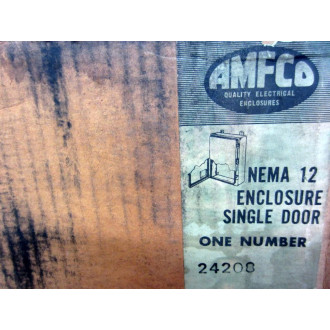 AMFCO
QUALITY ELECTRICAL
ENCLOSURES
NEMA 12
ENCLOSURE
SINGLE DOOR
ONE NUMBER
24208